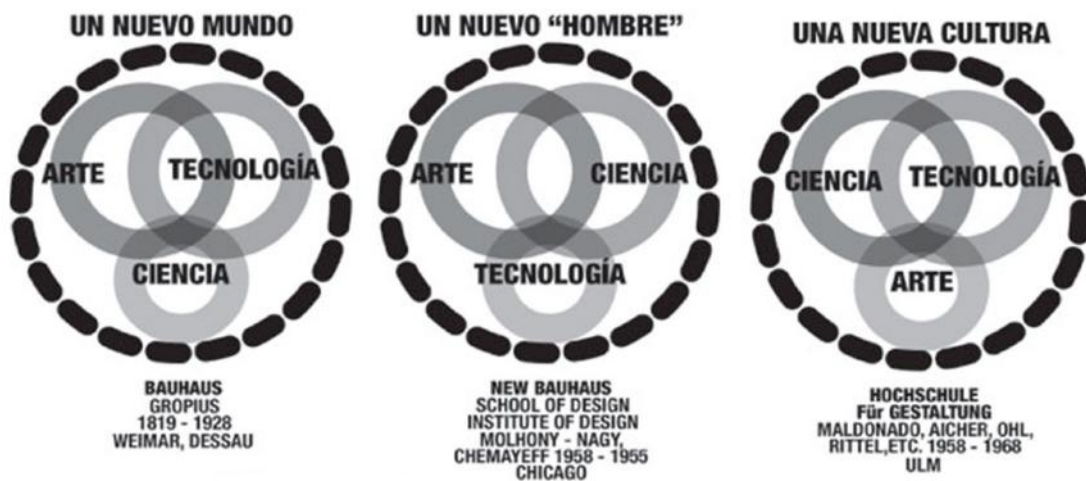 UN NUEVO MUNDO
ARTE
TECNOLOGÍA
CIENCIA
BAUHAUS
GROPIUS
1819 - 1928
WEIMAR, DESSAU
UN NUEVO “HOMBRE”
ARTE
CIENCIA
TECNOLOGÍA
NEW BAUHAUS
SCHOOL OF DESIGN
INSTITUTE OF DESIGN
MOLHONY - NAGY,
CHEMAYEFF 1958 - 1955
CHICAGO
UNA NUEVA CULTURA
CIENCIA
TECNOLOGÍA
ARTE
HOCHSCHULE
Für GESTALTUNG
MALDONADO, AICHER, OHL,
RITTEL,ETC. 1958 - 1968
ULM